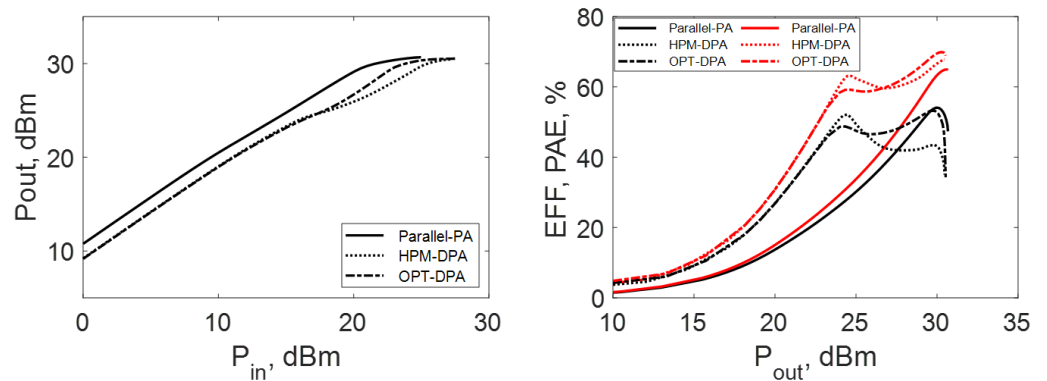 Pout, dBm
30
20
10
0
10
20
30
P_in, dBm
Parallel-PA
HPM-DPA
OPT-DPA
EFF, PAE, %
80
60
40
20
0
10
15
20
25
30
35
P_out, dBm
Parallel-PA Parallel-PA
HPM-DPA HPM-DPA
OPT-DPA OPT-DPA